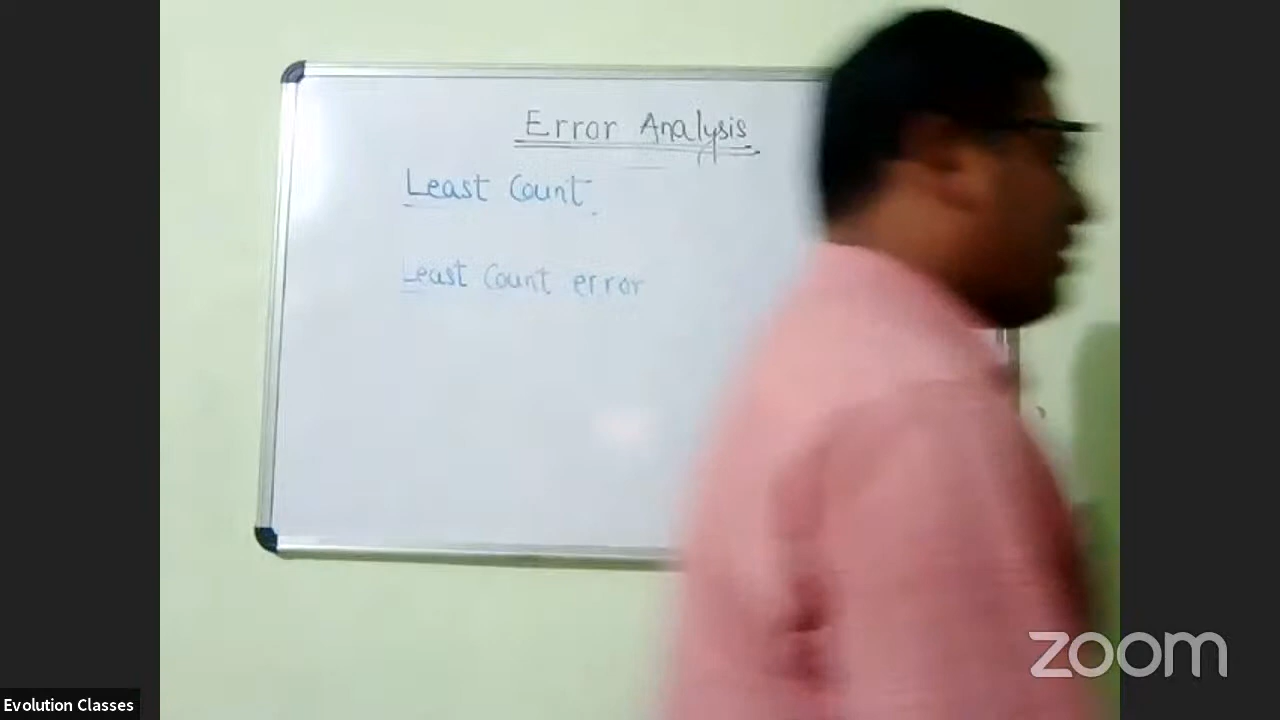 Error Analysis
Least Count
Least Count error
zoom
Evolution Classes